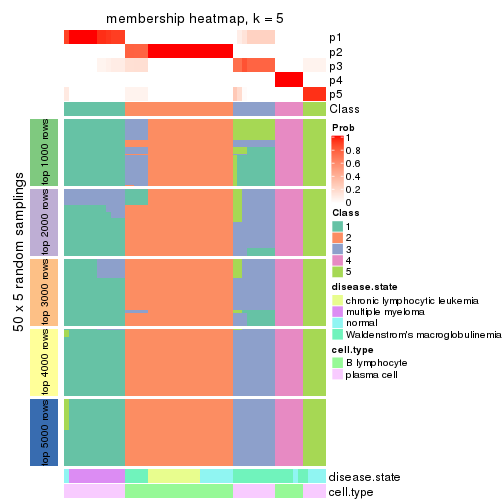 membership heatmap, k = 5
p1
p2
p3
p4
p5
Class
50 x 5 random samplings
top 1000 rows
top 2000 rows
top 3000 rows
top 4000 rows
top 5000 rows
Prob
1
0.8
0.6
0.4
0.2
0
Class
1
2
3
4
5
disease.state
chronic lymphocytic leukemia
multiple myeloma
normal
Waldenstrom's macroglobulinemia
cell.type
B lymphocyte
plasma cell
disease.state
cell.type